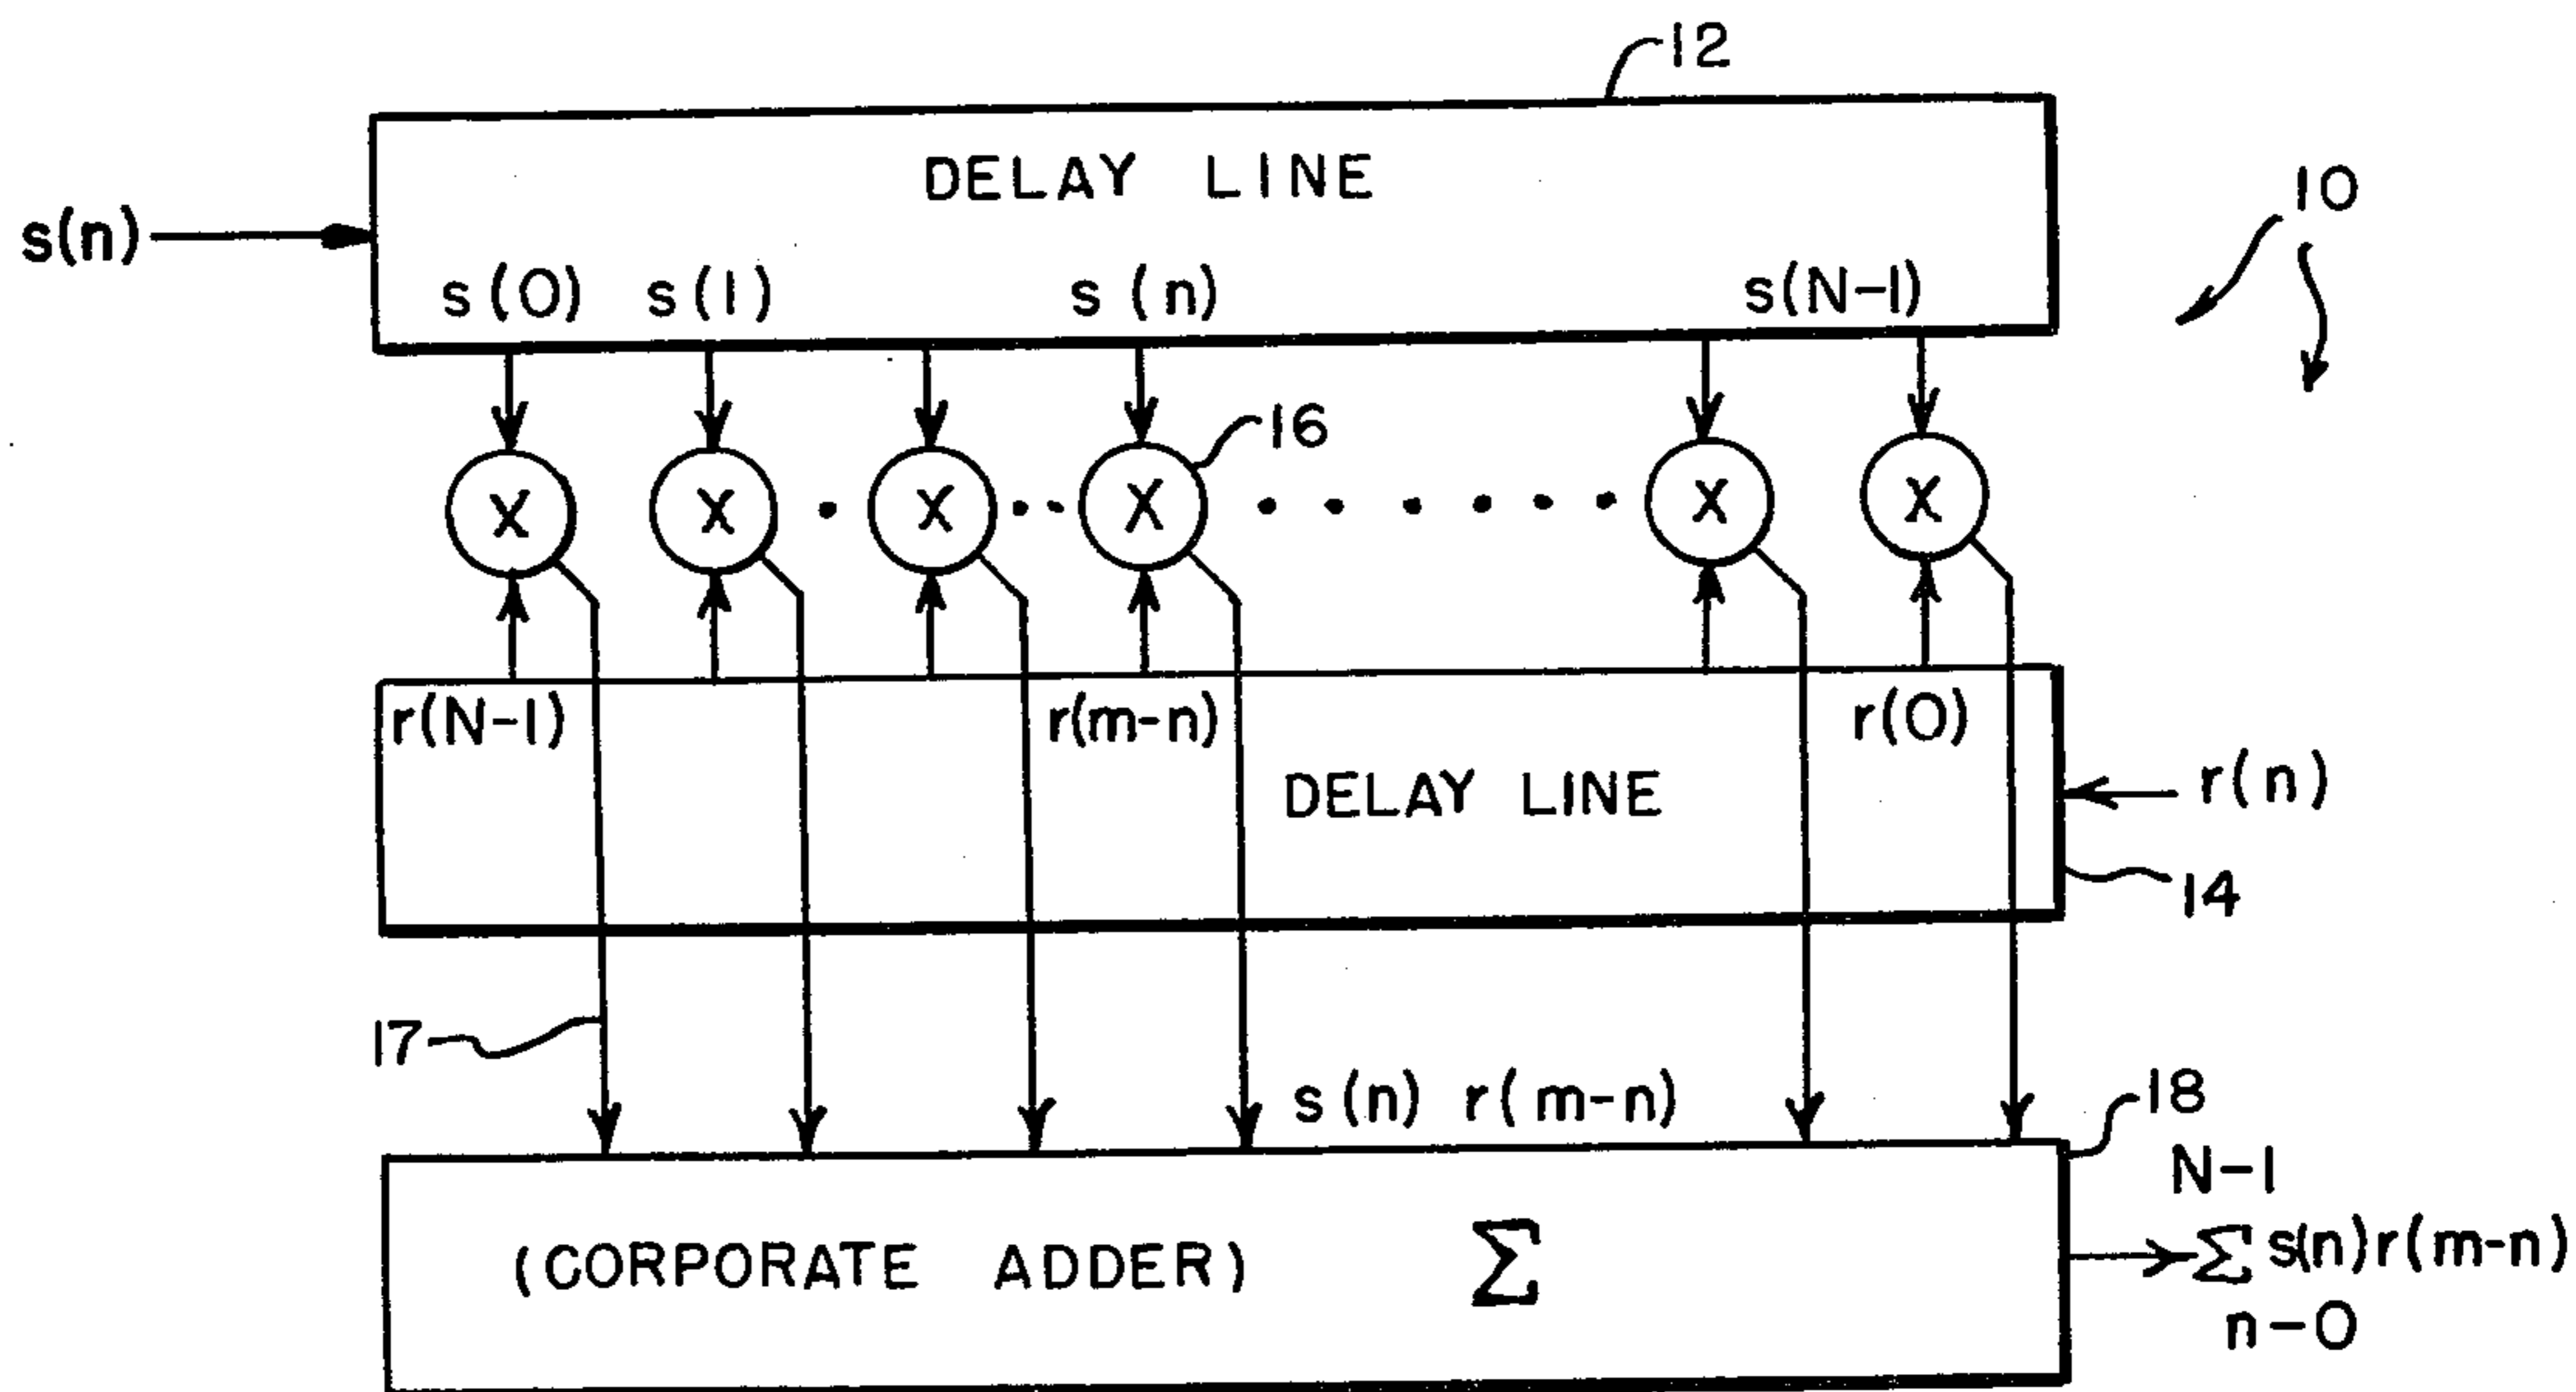 12
DELAY LINE
10
s(n)
s(0) s(1) s(n) s(N-1)
16
X X X X X X
r(N-1) r(m-n) r(0)
DELAY LINE
r(n)
14
17
s(n) r(m-n)
18
(CORPORATE ADDER) Σ
N-1
Σ s(n)r(m-n)
n-0